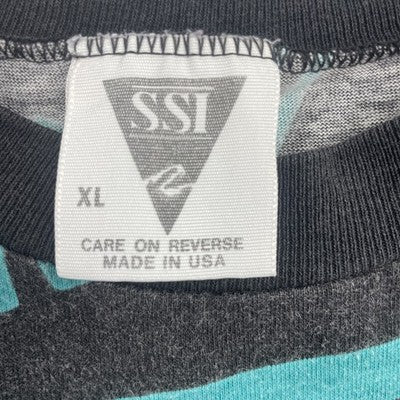 SSI
XL
CARE ON REVERSE
MADE IN USA